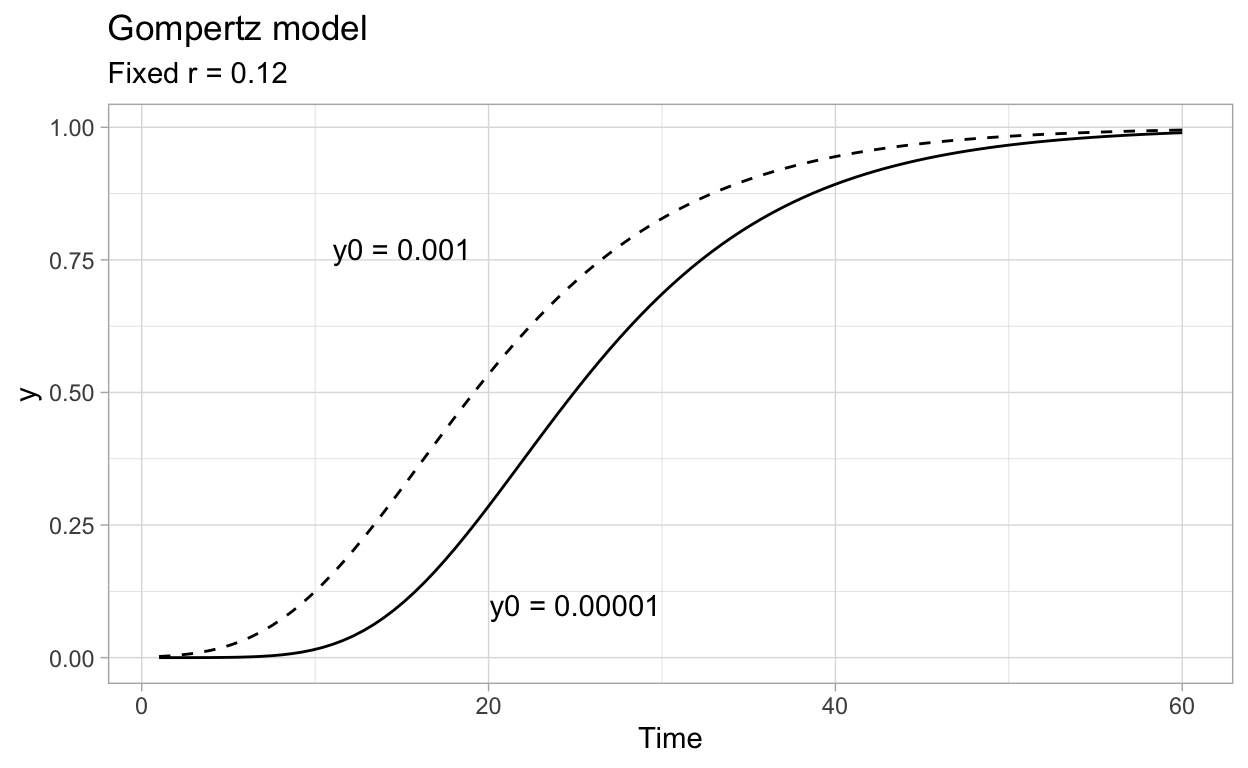 Gompertz model
Fixed r = 0.12
1.00
0.75
0.50
0.25
0.00
y
y0 = 0.001
y0 = 0.00001
0 20 40 60
Time